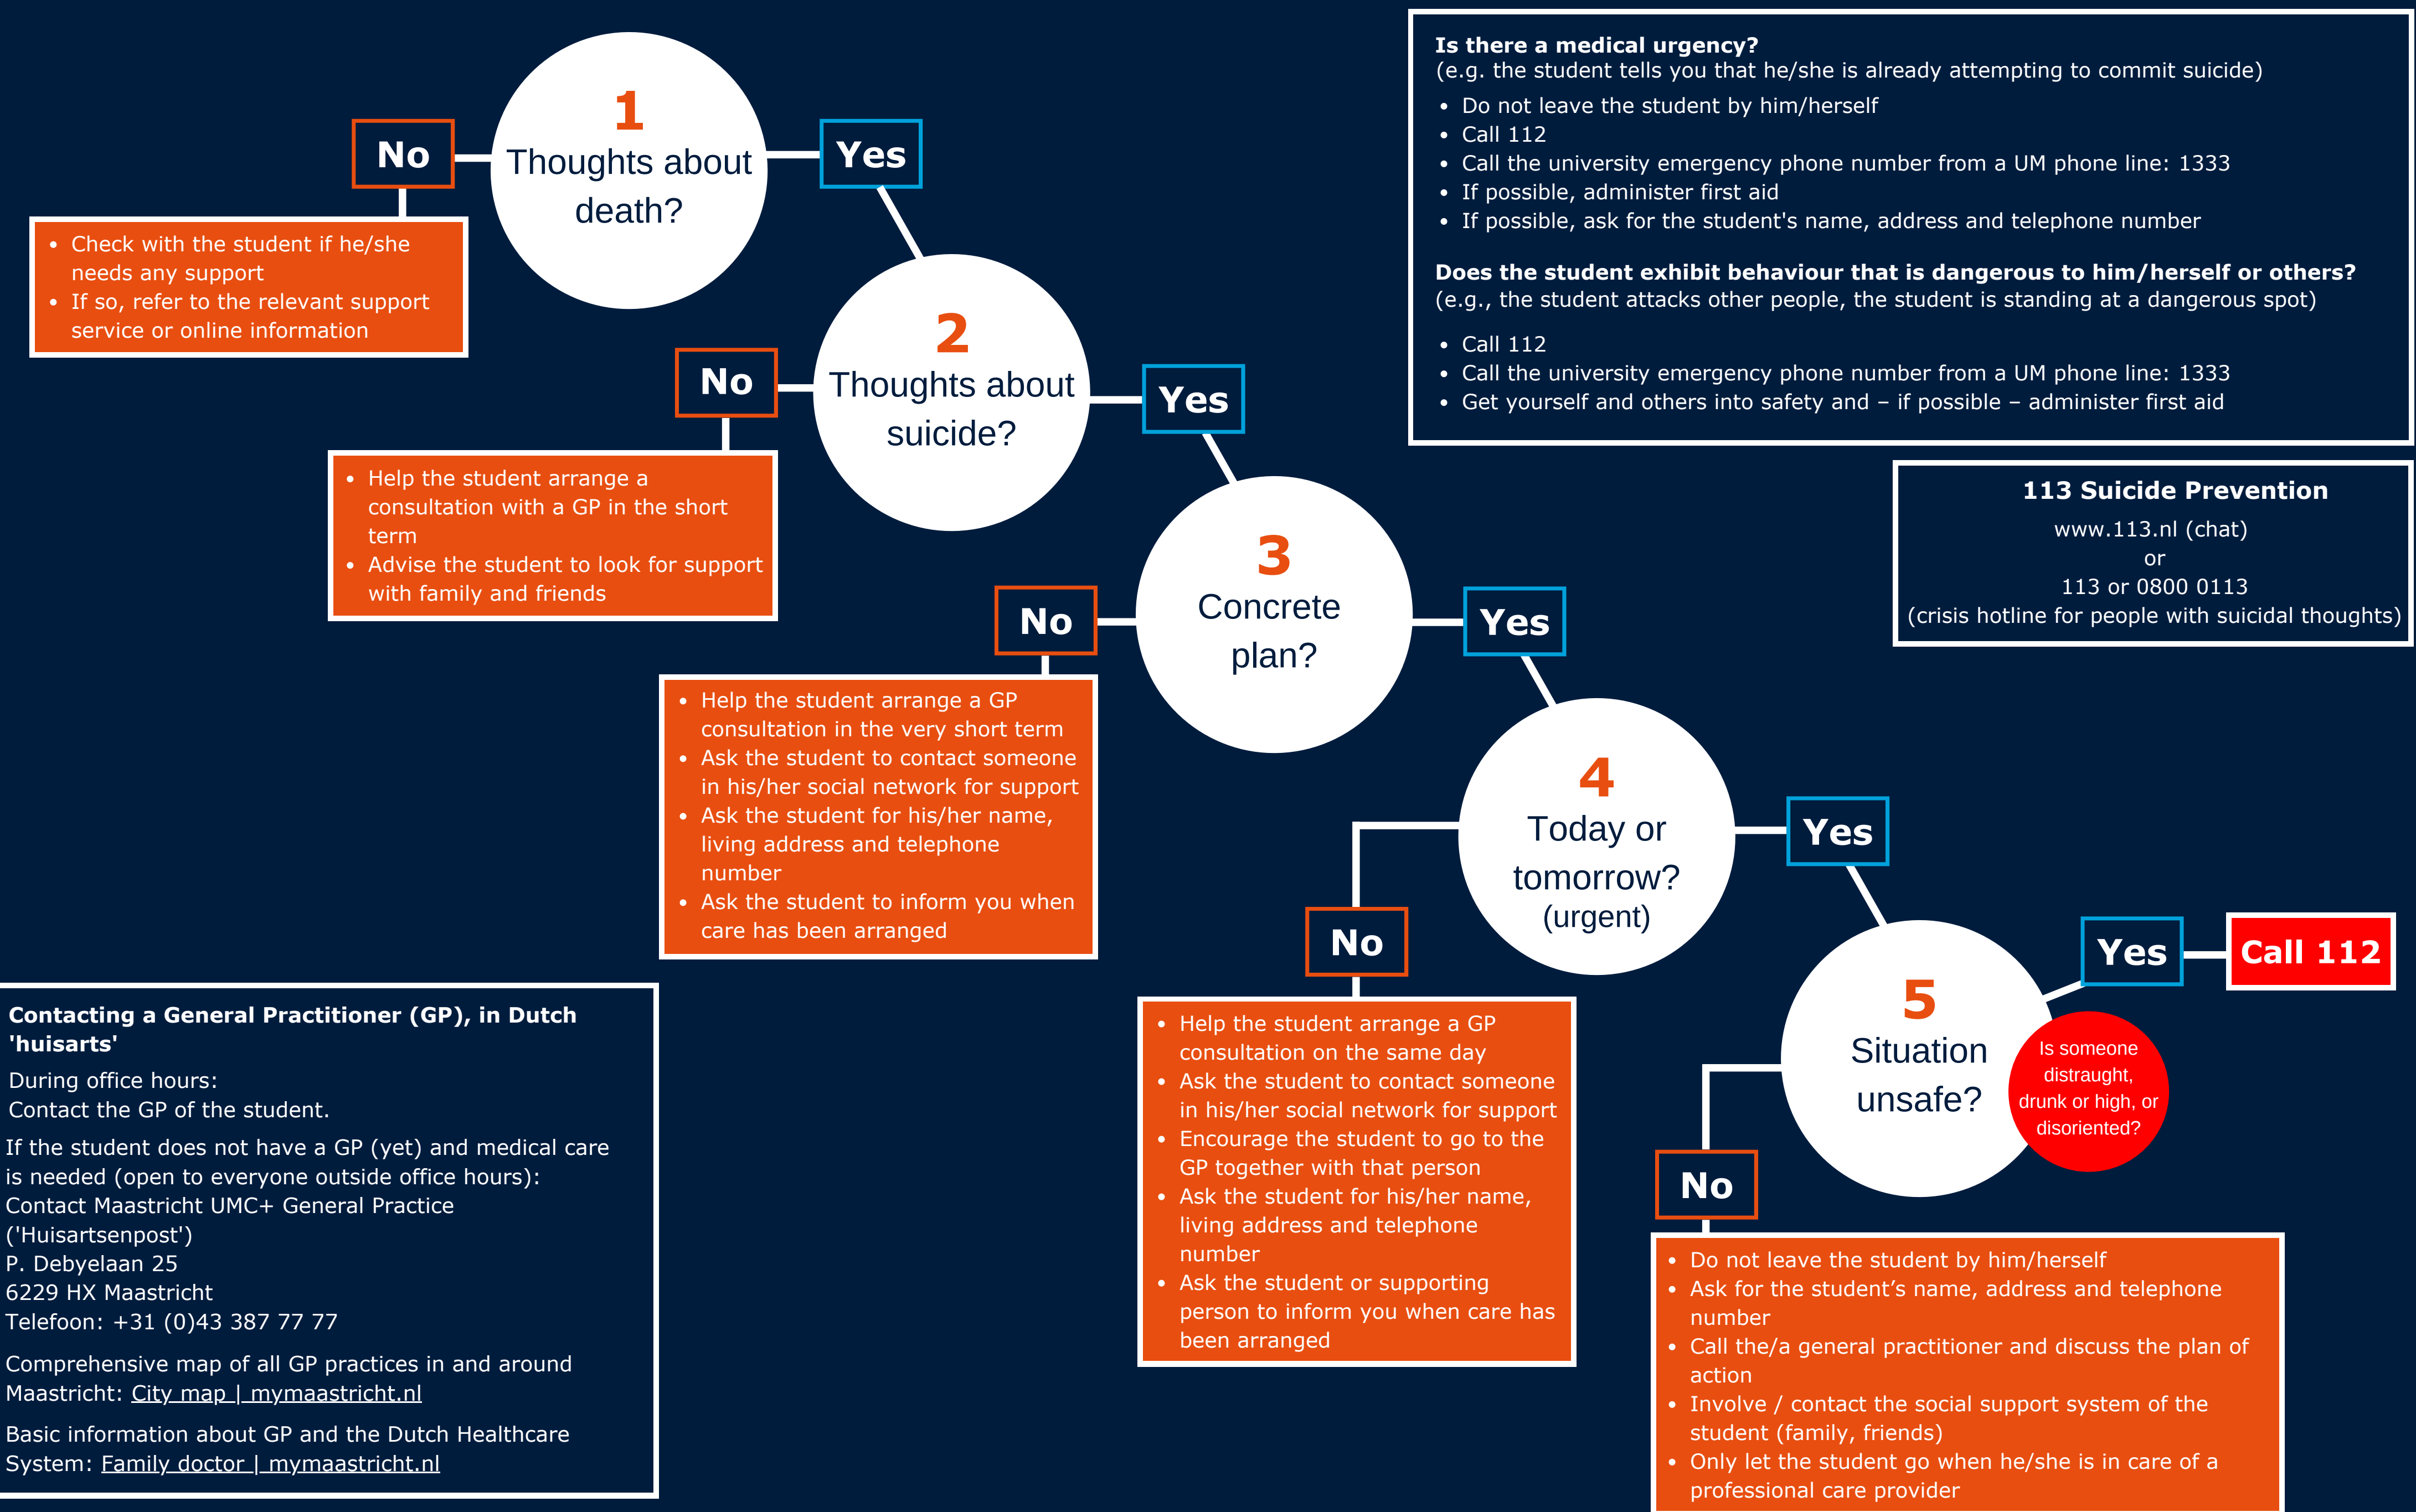 1
Thoughts about
death?
No
Yes
• Check with the student if he/she
needs any support
• If so, refer to the relevant support
service or online information
2
Thoughts about
suicide?
No
Yes
• Help the student arrange a
consultation with a GP in the short
term
• Advise the student to look for support
with family and friends
3
Concrete
plan?
No
Yes
• Help the student arrange a GP
consultation in the very short term
• Ask the student to contact someone
in his/her social network for support
• Ask the student for his/her name,
living address and telephone
number
• Ask the student to inform you when
care has been arranged
4
Today or
tomorrow?
(urgent)
No
Yes
• Help the student arrange a GP
consultation on the same day
• Ask the student to contact someone
in his/her social network for support
• Encourage the student to go to the
GP together with that person
• Ask the student for his/her name,
living address and telephone
number
• Ask the student or supporting
person to inform you when care has
been arranged
5
Situation
unsafe?
Is someone
distraught,
drunk or high, or
disoriented?
Yes
Call 112
No
• Do not leave the student by him/herself
• Ask for the student’s name, address and telephone
number
• Call the/a general practitioner and discuss the plan of
action
• Involve / contact the social support system of the
student (family, friends)
• Only let the student go when he/she is in care of a
professional care provider
Is there a medical urgency?
(e.g. the student tells you that he/she is already attempting to commit suicide)
• Do not leave the student by him/herself
• Call 112
• Call the university emergency phone number from a UM phone line: 1333
• If possible, administer first aid
• If possible, ask for the student's name, address and telephone number
Does the student exhibit behaviour that is dangerous to him/herself or others?
(e.g., the student attacks other people, the student is standing at a dangerous spot)
• Call 112
• Call the university emergency phone number from a UM phone line: 1333
• Get yourself and others into safety and – if possible – administer first aid
113 Suicide Prevention
www.113.nl (chat)
or
113 or 0800 0113
(crisis hotline for people with suicidal thoughts)
Contacting a General Practitioner (GP), in Dutch
'huisarts'
During office hours:
Contact the GP of the student.
If the student does not have a GP (yet) and medical care
is needed (open to everyone outside office hours):
Contact Maastricht UMC+ General Practice
('Huisartsenpost')
P. Debyelaan 25
6229 HX Maastricht
Telefoon: +31 (0)43 387 77 77
Comprehensive map of all GP practices in and around
Maastricht: City map | mymaastricht.nl
Basic information about GP and the Dutch Healthcare
System: Family doctor | mymaastricht.nl